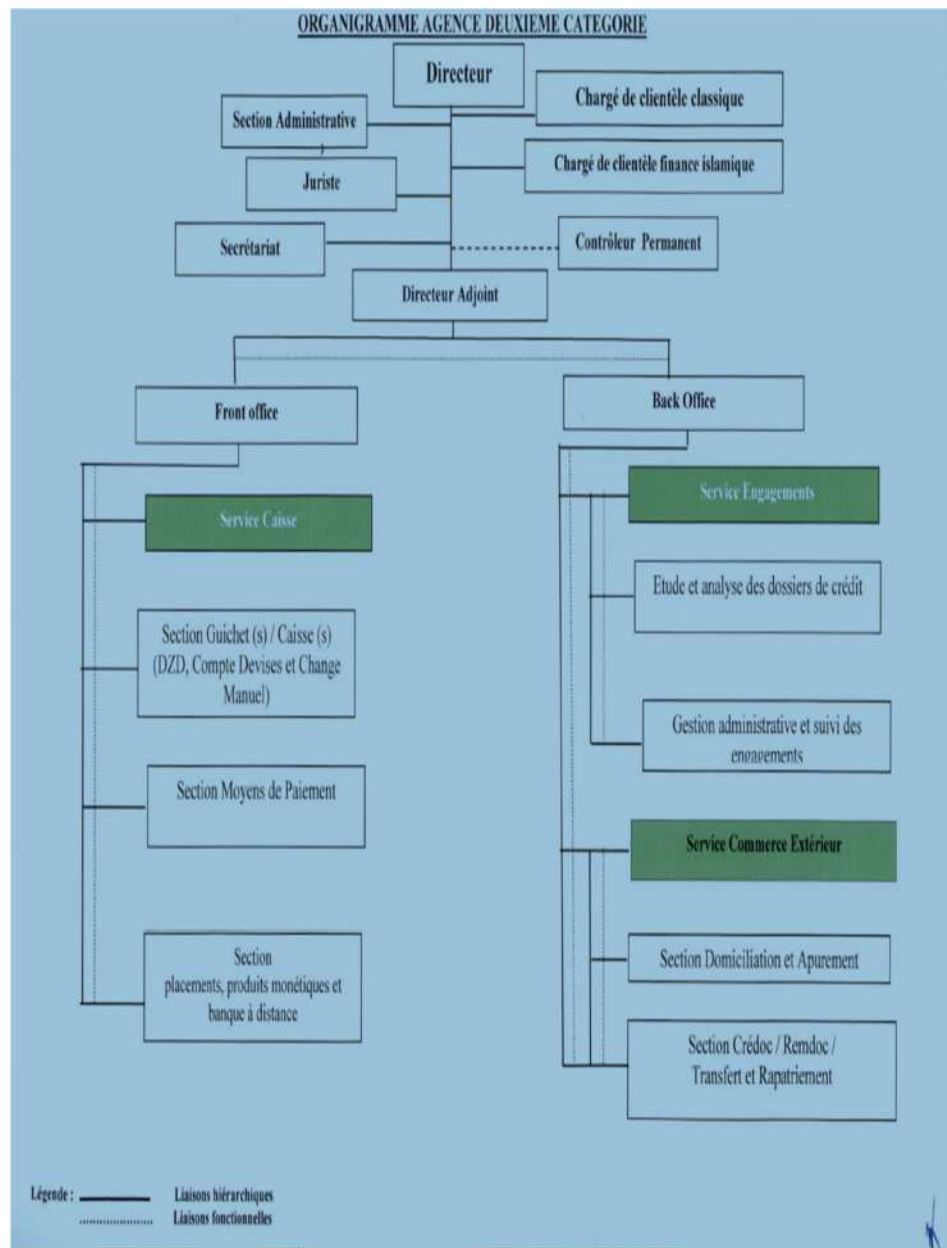 ORGANIGRAMME AGENCE DEUXIEME CATEGORIE
Directeur
Chargé de clientèle classique
Section Administrative
Chargé de clientèle finance islamique
Juriste
Secrétariat
Contrôleur Permanent
Directeur Adjoint
Front office
Back Office
Service Caisse
Section Guichet (s) / Caisse (s)
(DZD, Compte Devises et Change
Manuel)
Section Moyens de Paiement
Section
placements, produits monétiques et
banque à distance
Service Engagements
Etude et analyse des dossiers de crédit
Gestion administrative et suivi des
engagements
Service Commerce Extérieur
Section Domiciliation et Apurement
Section Crédoc / Remdoc /
Transfert et Rapatriement
Légende :
Liaisons hiérarchiques
Liaisons fonctionnelles